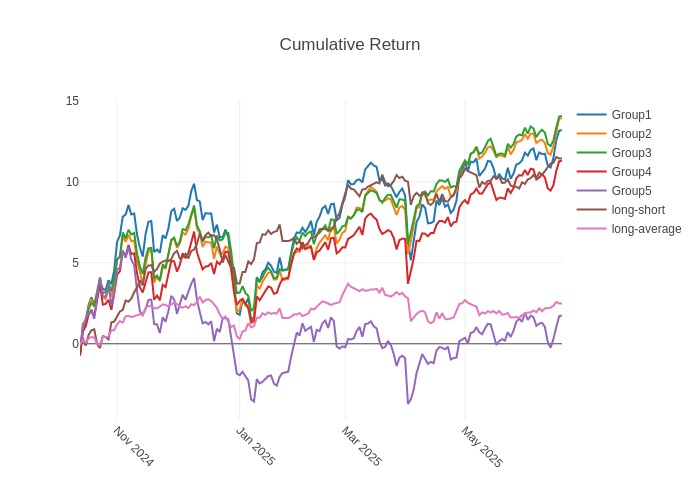 Cumulative Return
15
10
5
0
Nov 2024
Jan 2025
Mar 2025
May 2025
Group1
Group2
Group3
Group4
Group5
long-short
long-average